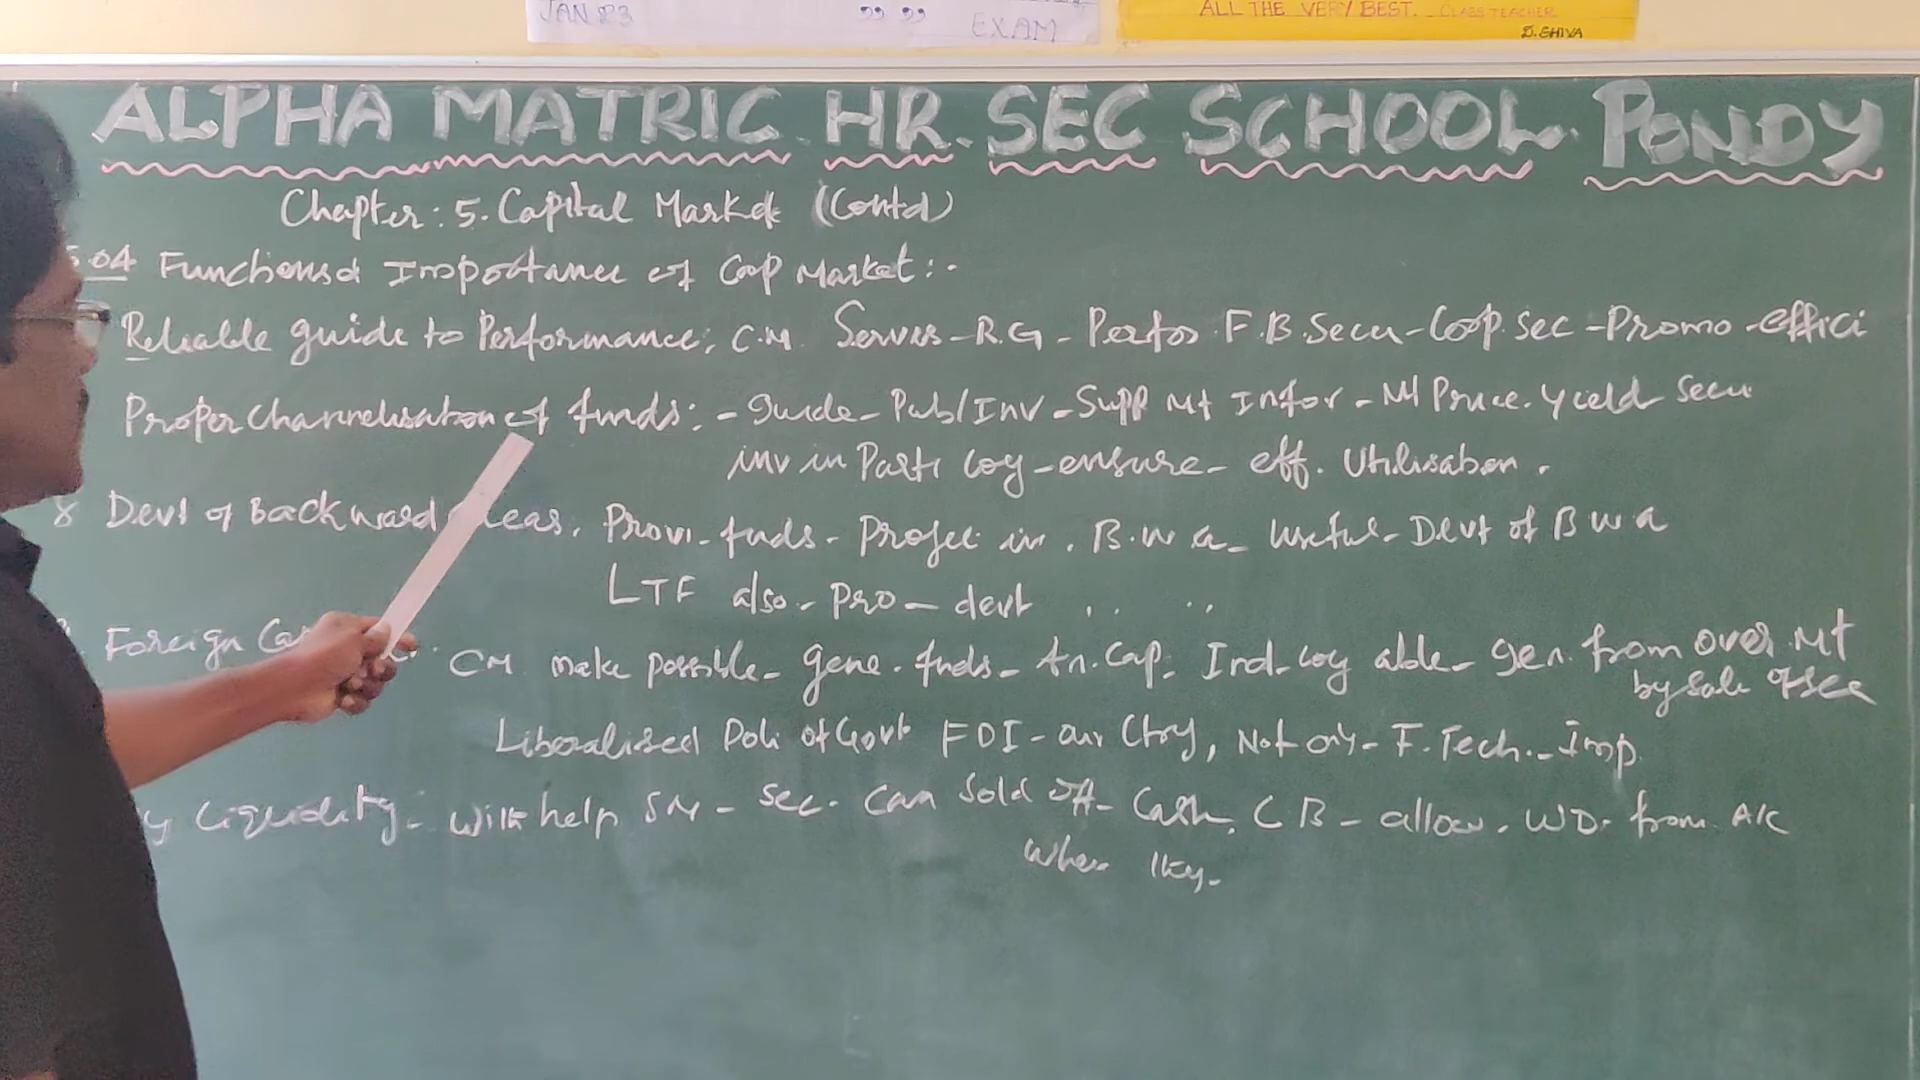 JAN 23
EXAM
ALL THE VERY BEST. CLASS TEACHER
D. SHIVA
ALPHA MATRIC HR. SEC SCHOOL PONDY
Chapter: 5. Capital Market (Contd)
5.04 Functions & Importance of Cap Market:-
Reliable guide to Performance; C.M. Serves - R.G - Perfor F.B. Secu - Corp. Sec - Promo - effici
Proper channelisation of funds: - guide - Pub/Inv - Supp Mt Infor - Mt Price. Yield Secu
inv in Parti Coy - ensure - eff. Utilisation.
Devt of Backward Areas. Provi. funds - Project in. B.W.A - Useful - Devt of B W A
LTF also - pro - devt
Foreign CM make possible - gene. funds - Cap. Ind. Coy able - gen. from over Mt
by sale of sec
Liberalised Poli of Govt FDI - our Ctry, Not only - F. Tech. - Imp.
y Liquidity:- With help SM - Sec. Can Sold off - Cash. C B - allow. WD. from A/C
when they -